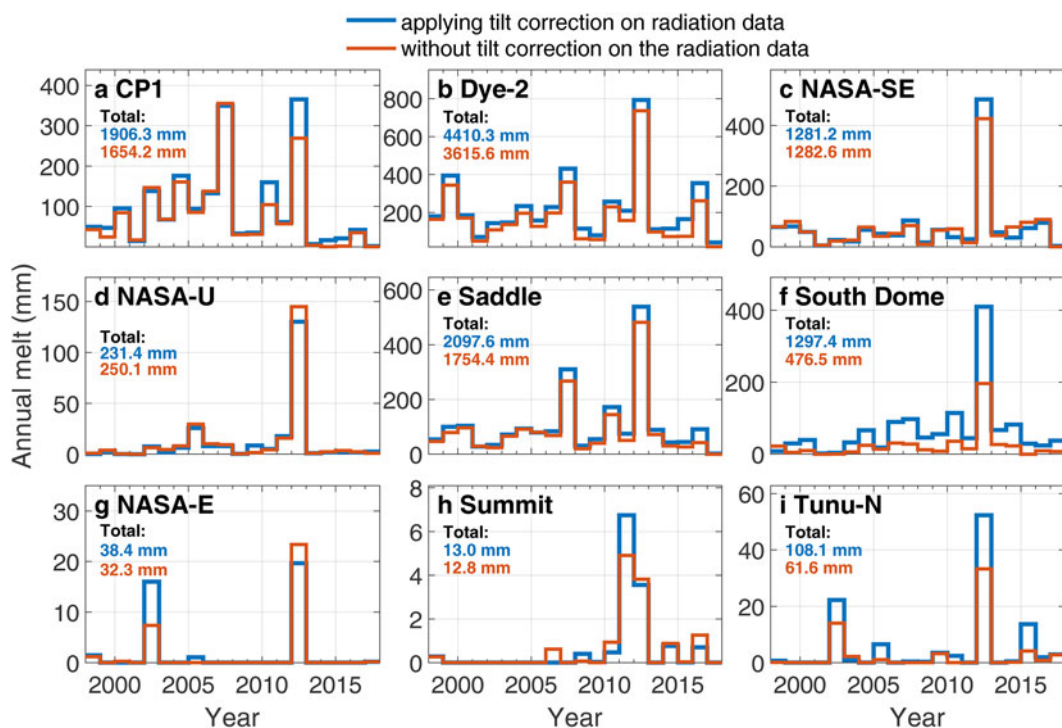 applying tilt correction on radiation data
without tilt correction on the radiation data
a CP1
Total:
1906.3 mm
1654.2 mm
400
300
200
100
b Dye-2
Total:
4410.3 mm
3615.6 mm
800
600
400
200
c NASA-SE
Total:
1281.2 mm
1282.6 mm
400
200
0
Annual melt (mm)
d NASA-U
Total:
231.4 mm
250.1 mm
150
100
50
0
e Saddle
Total:
2097.6 mm
1754.4 mm
600
400
200
0
f South Dome
Total:
1297.4 mm
476.5 mm
400
200
0
g NASA-E
Total:
38.4 mm
32.3 mm
30
20
10
0
h Summit
Total:
13.0 mm
12.8 mm
8
6
4
2
0
i Tunu-N
Total:
108.1 mm
61.6 mm
60
40
20
0
2000 2005 2010 2015
2000 2005 2010 2015
2000 2005 2010 2015
Year
Year
Year